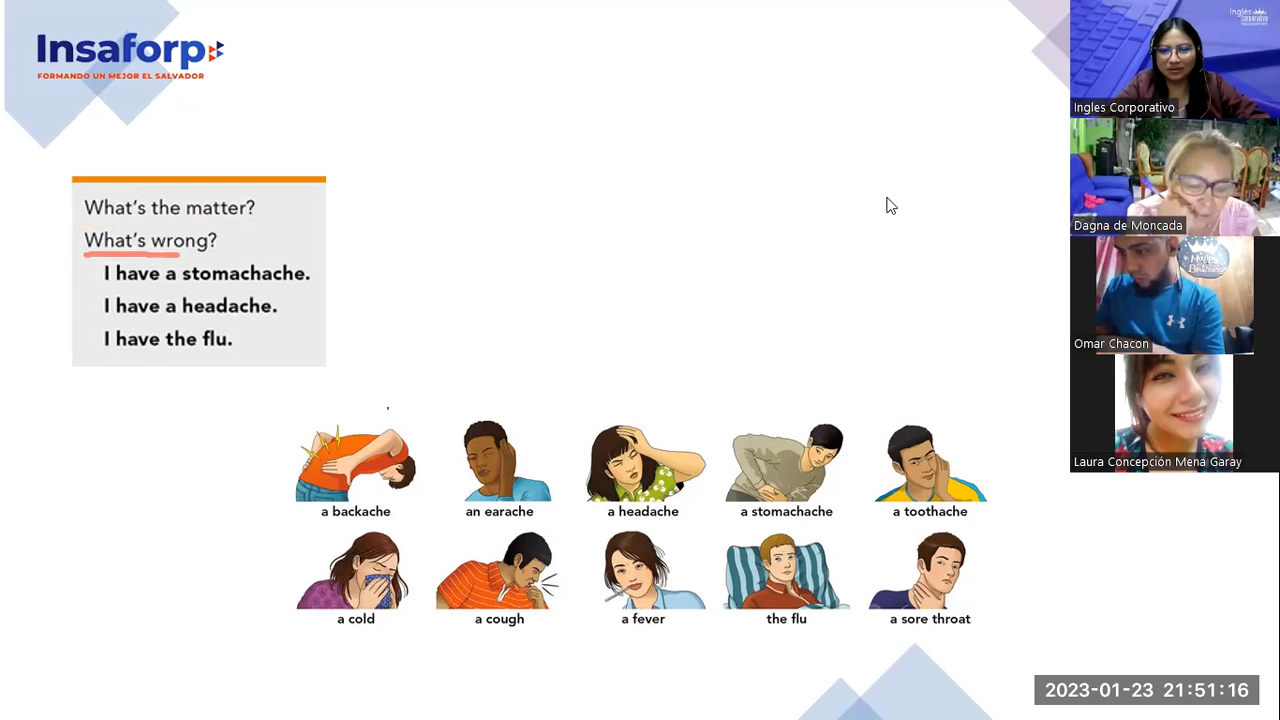 Insaforp
FORMANDO UN MEJOR EL SALVADOR
What's the matter?
What's wrong?
I have a stomachache.
I have a headache.
I have the flu.
a backache
an earache
a headache
a stomachache
a toothache
a cold
a cough
a fever
the flu
a sore throat
Ingles
Corporativo
Ingles Corporativo
Dagna de Moncada
Omar Chacon
Laura Concepción Mena Garay
2023-01-23 21:51:16